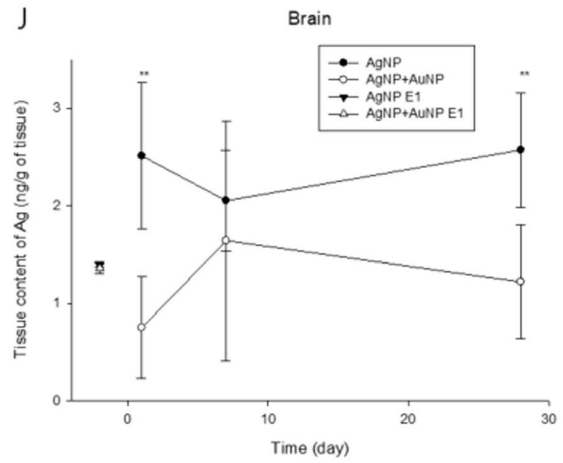 J
Brain
AgNP
AgNP+AuNP
AgNP E1
AgNP+AuNP E1
**
**
Tissue content of Ag (ng/g of tissue)
3
2
1
0
0 10 20 30
Time (day)